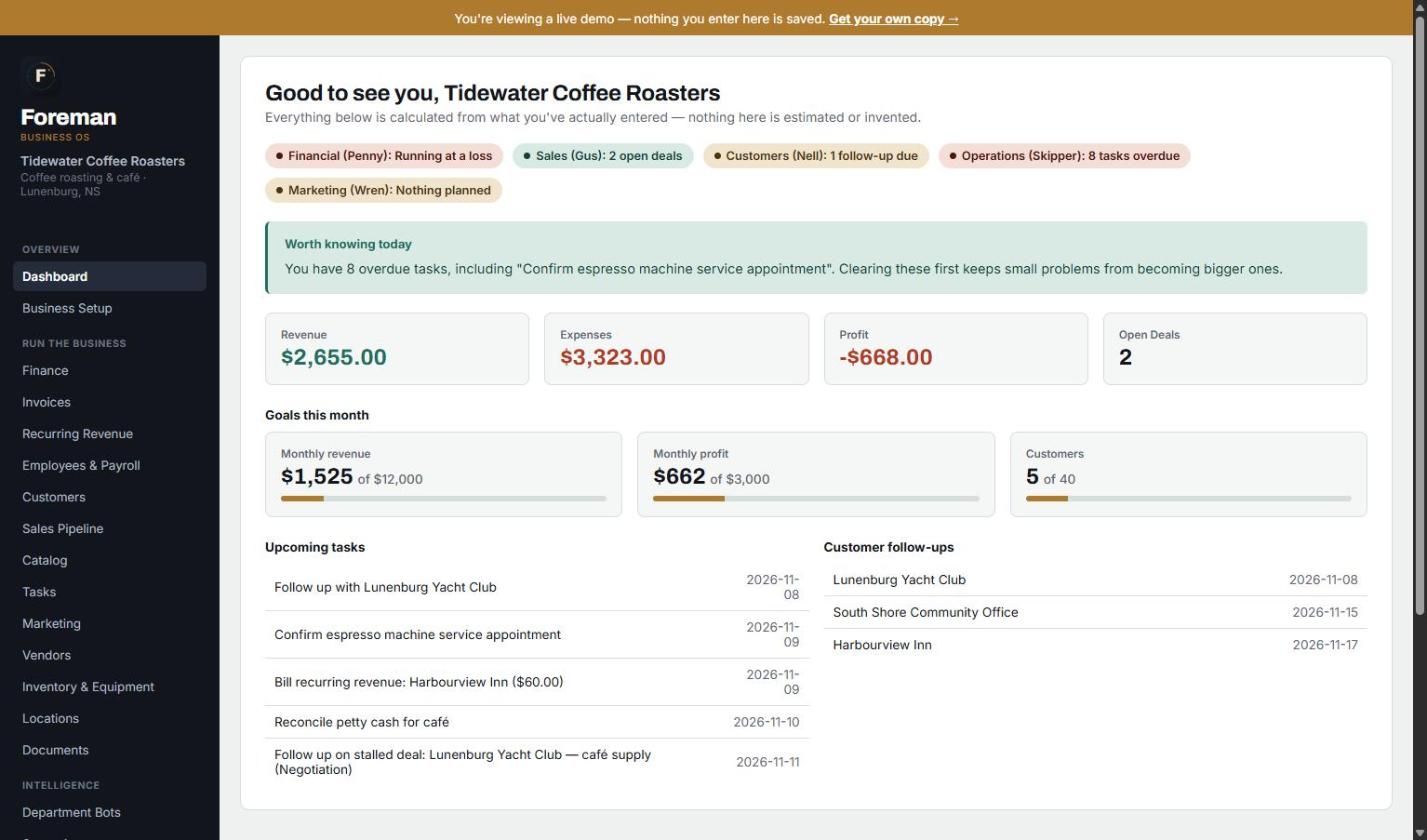 You're viewing a live demo — nothing you enter here is saved. Get your own copy →
F
Foreman
BUSINESS OS
Tidewater Coffee Roasters
Coffee roasting & café ·
Lunenburg, NS
OVERVIEW
Dashboard
Business Setup
RUN THE BUSINESS
Finance
Invoices
Recurring Revenue
Employees & Payroll
Customers
Sales Pipeline
Catalog
Tasks
Marketing
Vendors
Inventory & Equipment
Locations
Documents
INTELLIGENCE
Department Bots
Good to see you, Tidewater Coffee Roasters
Everything below is calculated from what you've actually entered — nothing here is estimated or invented.
Financial (Penny): Running at a loss
Sales (Gus): 2 open deals
Customers (Nell): 1 follow-up due
Operations (Skipper): 8 tasks overdue
Marketing (Wren): Nothing planned
Worth knowing today
You have 8 overdue tasks, including "Confirm espresso machine service appointment". Clearing these first keeps small problems from becoming bigger ones.
Revenue
$2,655.00
Expenses
$3,323.00
Profit
-$668.00
Open Deals
2
Goals this month
Monthly revenue
$1,525 of $12,000
Monthly profit
$662 of $3,000
Customers
5 of 40
Upcoming tasks
Follow up with Lunenburg Yacht Club
2026-11-
08
Confirm espresso machine service appointment
2026-11-
09
Bill recurring revenue: Harbourview Inn ($60.00)
2026-11-
09
Reconcile petty cash for café
2026-11-10
Follow up on stalled deal: Lunenburg Yacht Club — café supply
(Negotiation)
2026-11-11
Customer follow-ups
Lunenburg Yacht Club
2026-11-08
South Shore Community Office
2026-11-15
Harbourview Inn
2026-11-17